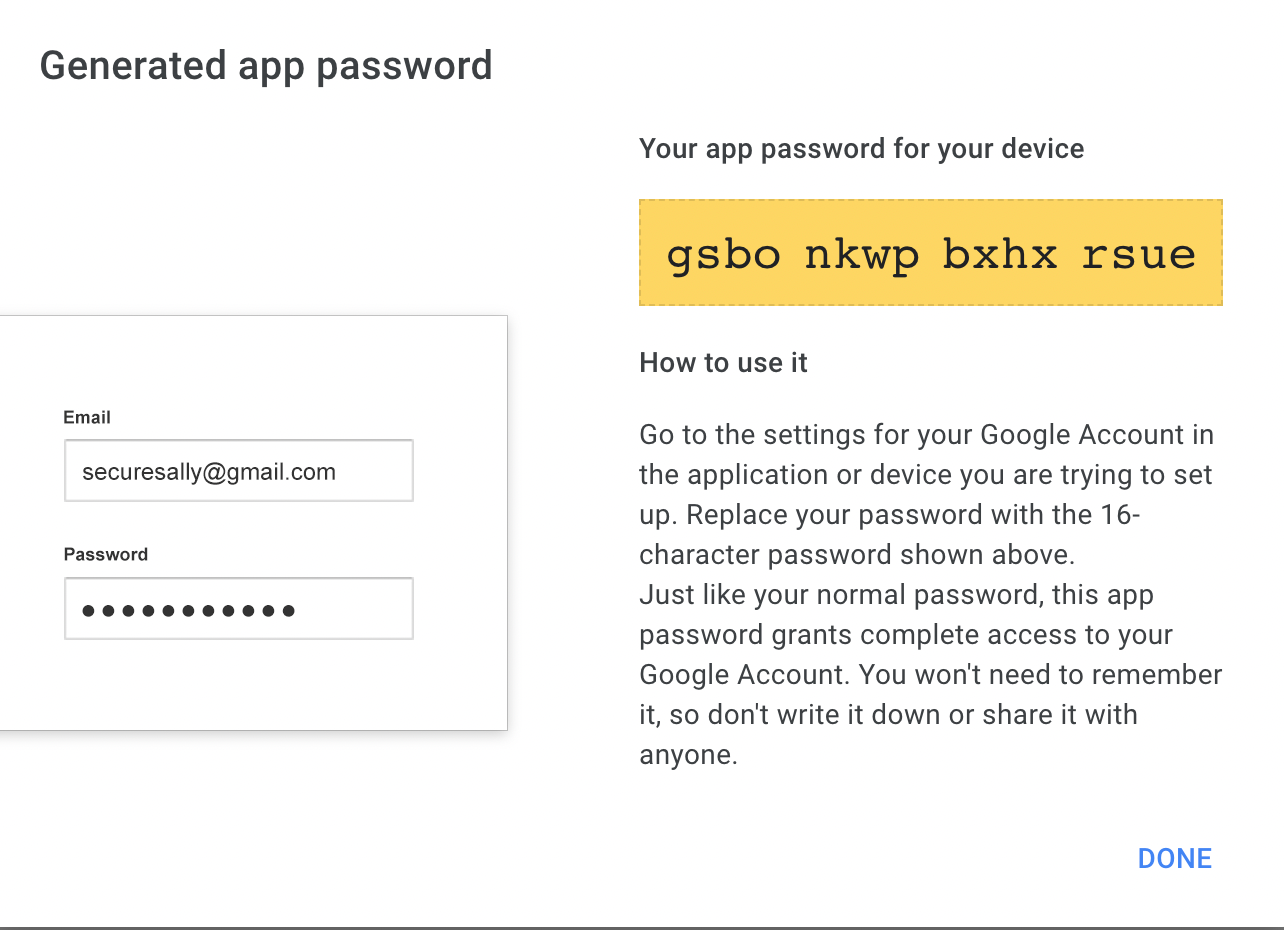 Generated app password
Your app password for your device
gsbo nkwp bxhx rsue
How to use it
Email
securesally@gmail.com
Password
●●●●●●●●●●●
Go to the settings for your Google Account in
the application or device you are trying to set
up. Replace your password with the 16-
character password shown above.
Just like your normal password, this app
password grants complete access to your
Google Account. You won't need to remember
it, so don't write it down or share it with
anyone.
DONE